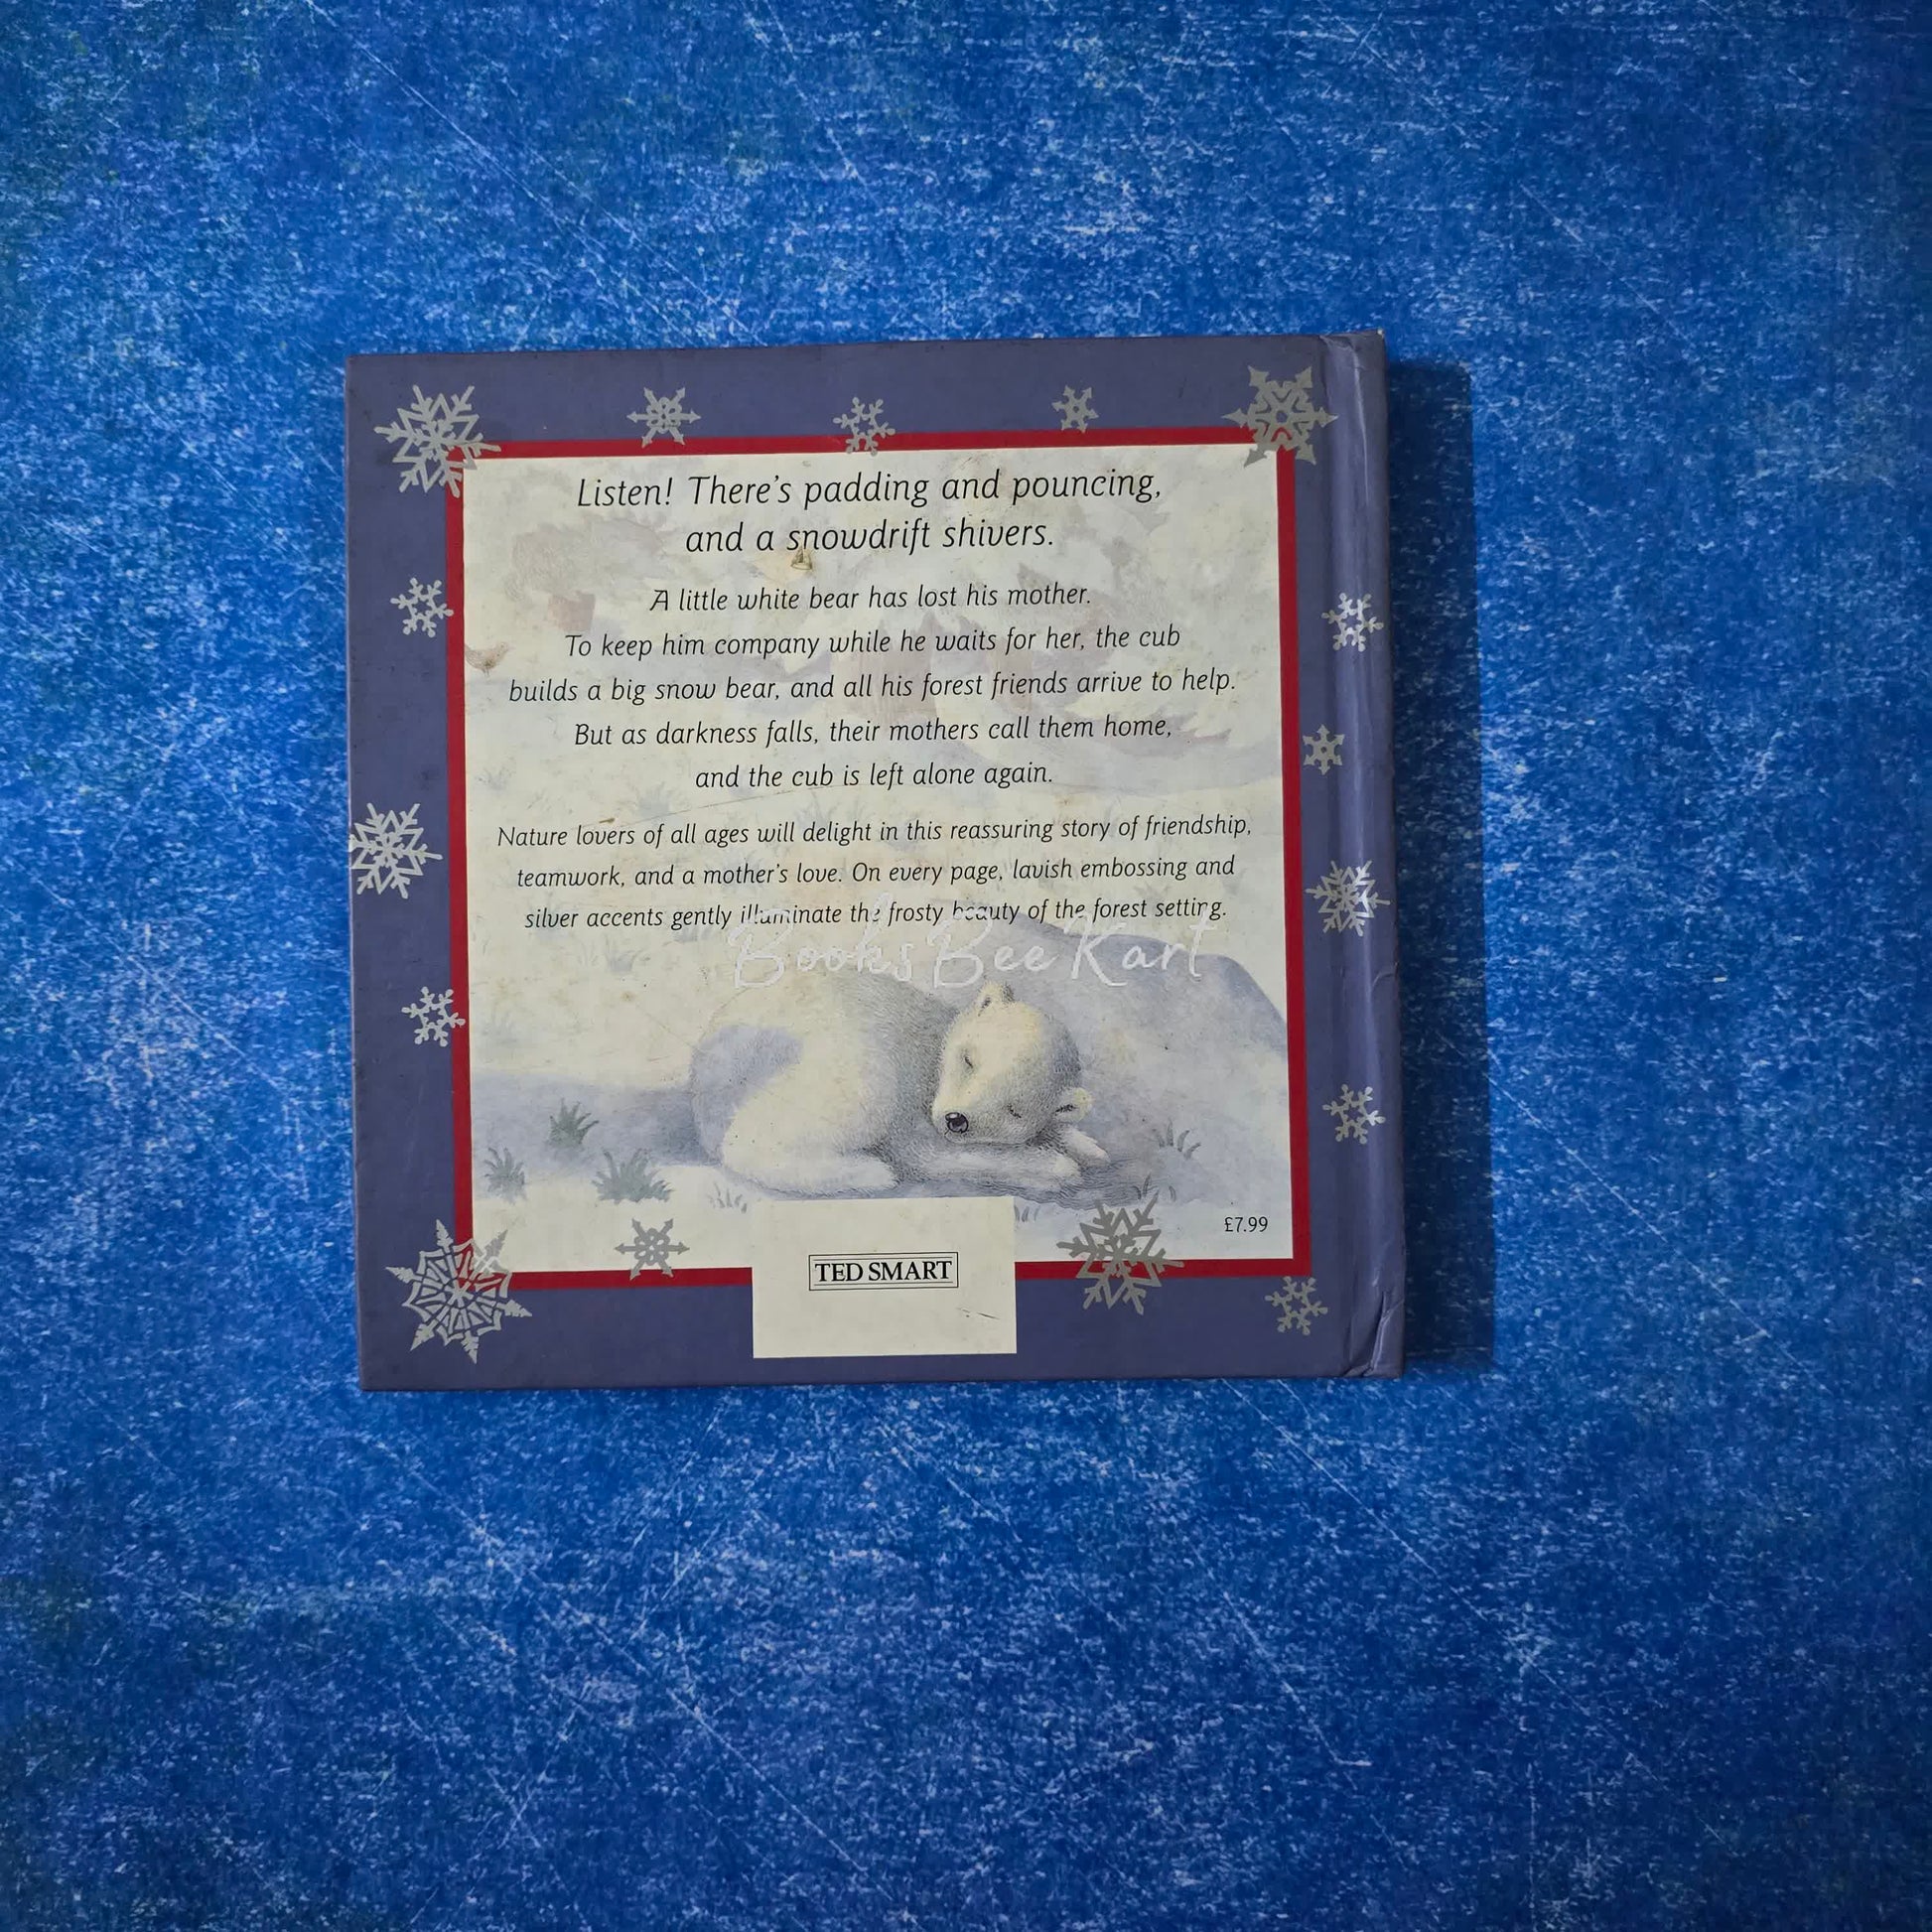 Listen! There's padding and pouncing,
and a snowdrift shivers.
A little white bear has lost his mother.
To keep him company while he waits for her, the cub
builds a big snow bear, and all his forest friends arrive to help.
But as darkness falls, their mothers call them home,
and the cub is left alone again.
Nature lovers of all ages will delight in this reassuring story of friendship,
teamwork, and a mother's love. On every page, lavish embossing and
silver accents gently illuminate the frosty beauty of the forest setting.
Books Bee Kart
£7.99
TED SMART